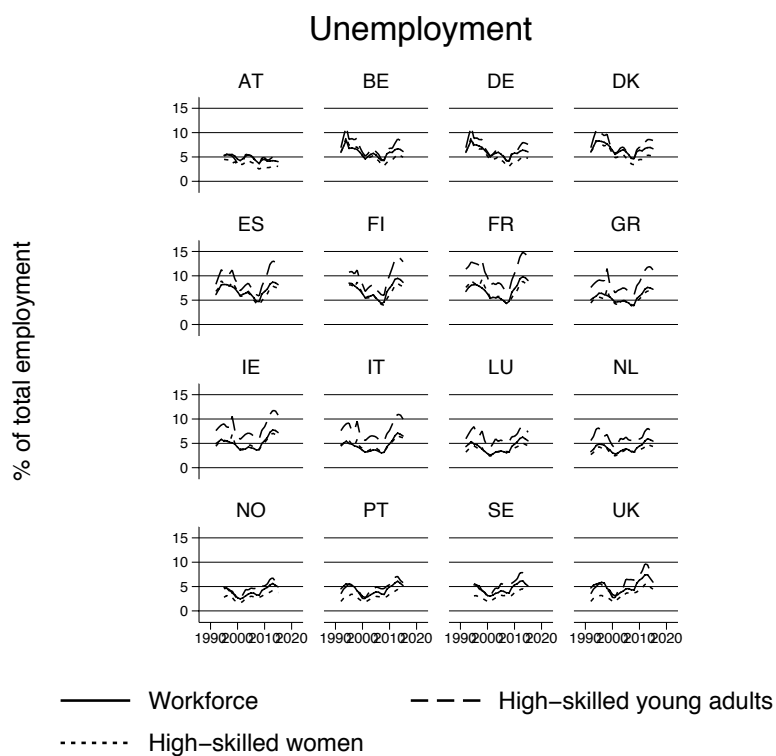 Unemployment
% of total employment
AT BE DE DK
15
10
5
0
ES FI FR GR
15
10
5
0
IE IT LU NL
15
10
5
0
NO PT SE UK
15
10
5
0
1990 2000 2010 2020 1990 2000 2010 2020 1990 2000 2010 2020 1990 2000 2010 2020
Workforce High−skilled young adults
High−skilled women